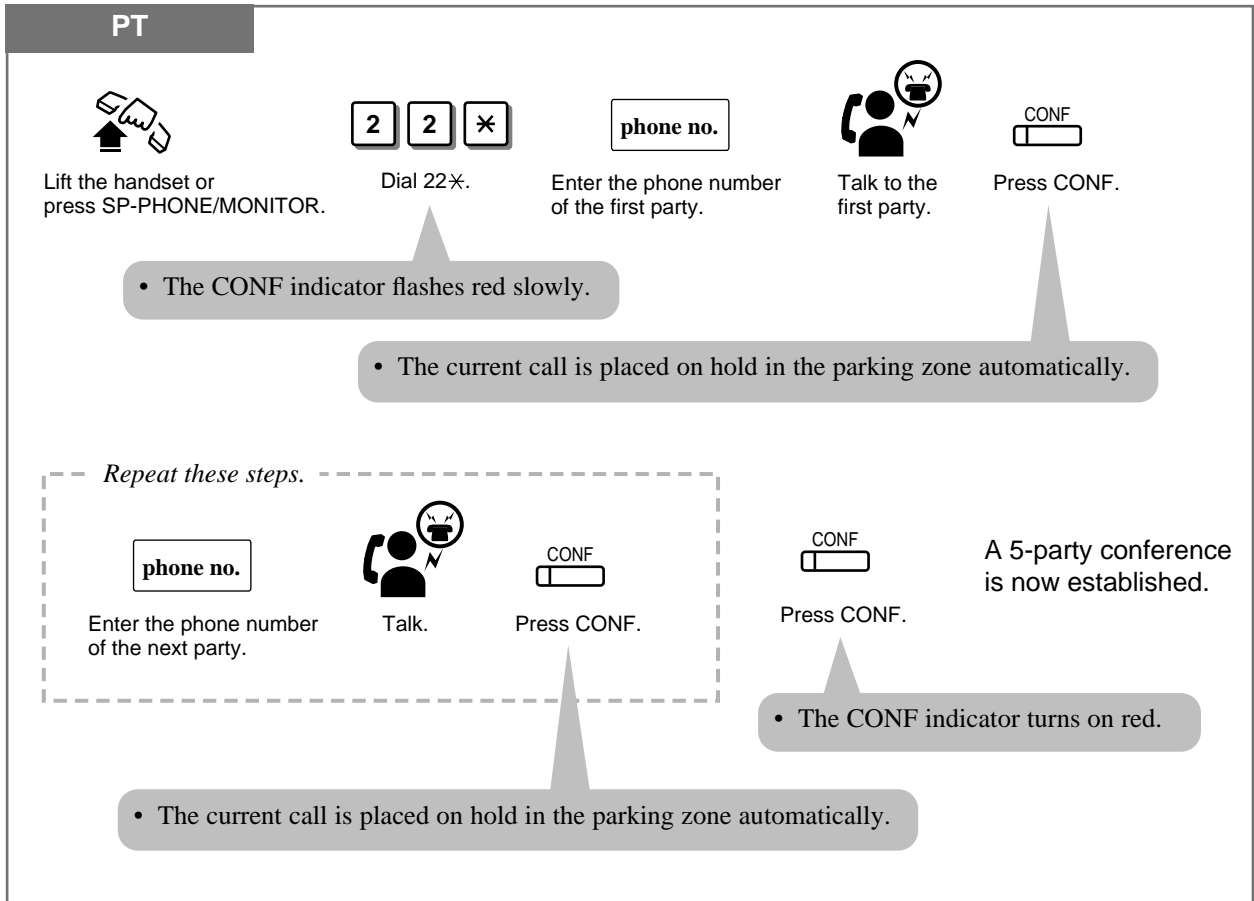 PT
2 2 ✳
phone no.
CONF
Lift the handset or
press SP-PHONE/MONITOR.
Dial 22✳.
Enter the phone number
of the first party.
Talk to the
first party.
Press CONF.
• The CONF indicator flashes red slowly.
• The current call is placed on hold in the parking zone automatically.
Repeat these steps.
phone no.
CONF
Enter the phone number
of the next party.
Talk.
Press CONF.
CONF
Press CONF.
A 5-party conference
is now established.
• The CONF indicator turns on red.
• The current call is placed on hold in the parking zone automatically.